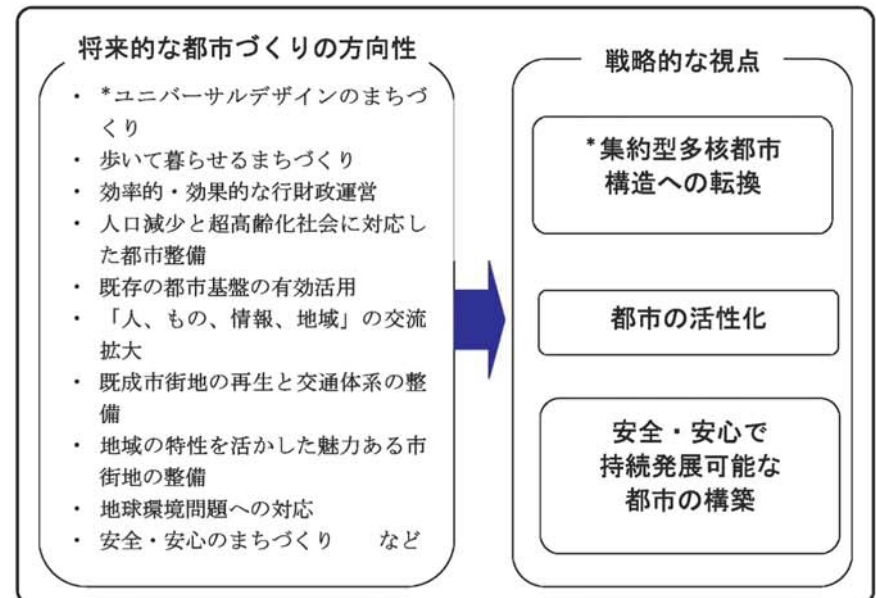 将来的な都市づくりの方向性
・ *ユニバーサルデザインのまちづ
くり
・ 歩いて暮らせるまちづくり
・ 効率的・効果的な行財政運営
・ 人口減少と超高齢化社会に対応し
た都市整備
・ 既存の都市基盤の有効活用
・ 「人、もの、情報、地域」の交流
拡大
・ 既成市街地の再生と交通体系の整
備
・ 地域の特性を活かした魅力ある市
街地の整備
・ 地球環境問題への対応
・ 安全・安心のまちづくり　　など
戦略的な視点
*集約型多核都市
構造への転換
都市の活性化
安全・安心で
持続発展可能な
都市の構築